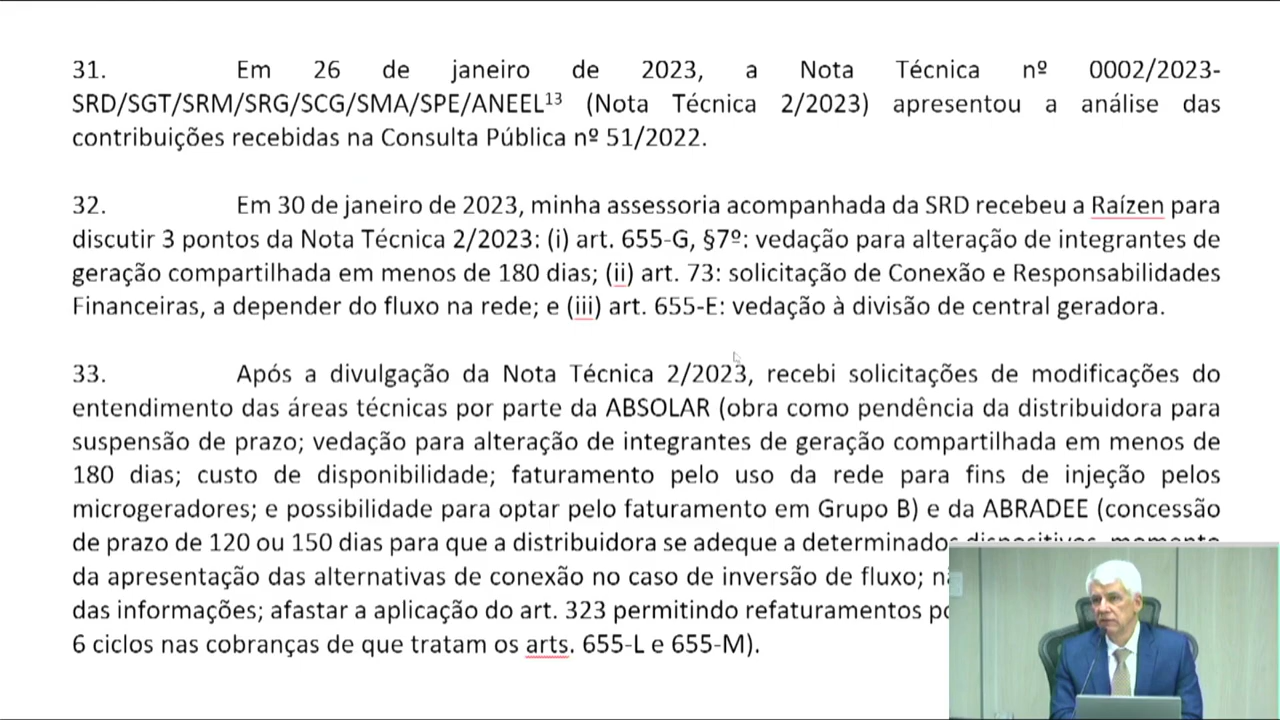 31. Em 26 de janeiro de 2023, a Nota Técnica nº 0002/2023-
SRD/SGT/SRM/SRG/SCG/SMA/SPE/ANEEL¹³ (Nota Técnica 2/2023) apresentou a análise das
contribuições recebidas na Consulta Pública nº 51/2022.
32. Em 30 de janeiro de 2023, minha assessoria acompanhada da SRD recebeu a Raízen para
discutir 3 pontos da Nota Técnica 2/2023: (i) art. 655-G, §7º: vedação para alteração de integrantes de
geração compartilhada em menos de 180 dias; (ii) art. 73: solicitação de Conexão e Responsabilidades
Financeiras, a depender do fluxo na rede; e (iii) art. 655-E: vedação à divisão de central geradora.
33. Após a divulgação da Nota Técnica 2/2023, recebi solicitações de modificações do
entendimento das áreas técnicas por parte da ABSOLAR (obra como pendência da distribuidora para
suspensão de prazo; vedação para alteração de integrantes de geração compartilhada em menos de
180 dias; custo de disponibilidade; faturamento pelo uso da rede para fins de injeção pelos
microgeradores; e possibilidade para optar pelo faturamento em Grupo B) e da ABRADEE (concessão
de prazo de 120 ou 150 dias para que a distribuidora se adeque a determinados dispositivos, momento
da apresentação das alternativas de conexão no caso de inversão de fluxo;
das informações; afastar a aplicação do art. 323 permitindo refaturamentos
6 ciclos nas cobranças de que tratam os arts. 655-L e 655-M).